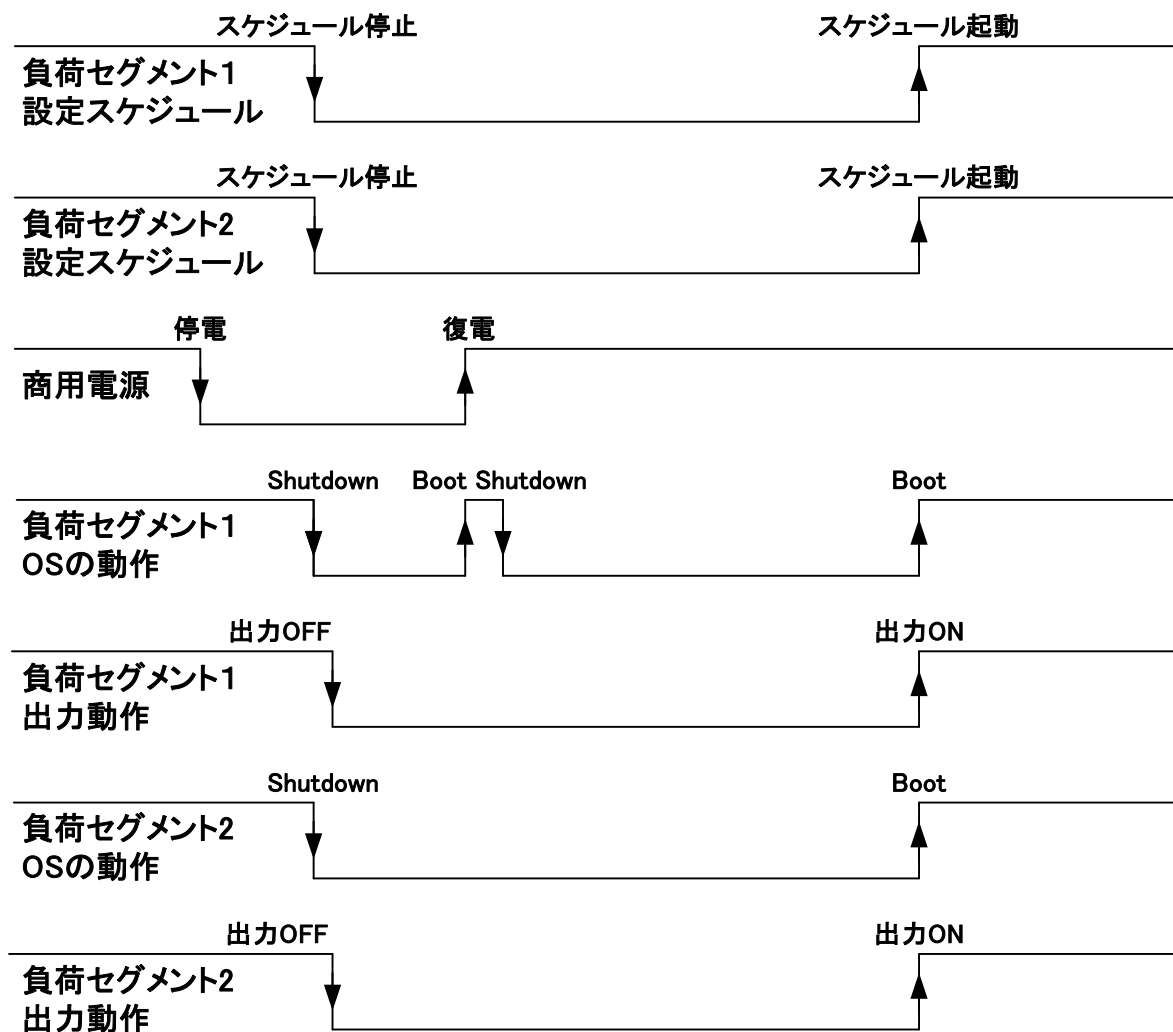 スケジュール停止 スケジュール起動
負荷セグメント1
設定スケジュール
スケジュール停止 スケジュール起動
負荷セグメント2
設定スケジュール
停電 復電
商用電源
Shutdown Boot Shutdown Boot
負荷セグメント1
OSの動作
出力OFF 出力ON
負荷セグメント1
出力動作
Shutdown Boot
負荷セグメント2
OSの動作
出力OFF 出力ON
負荷セグメント2
出力動作